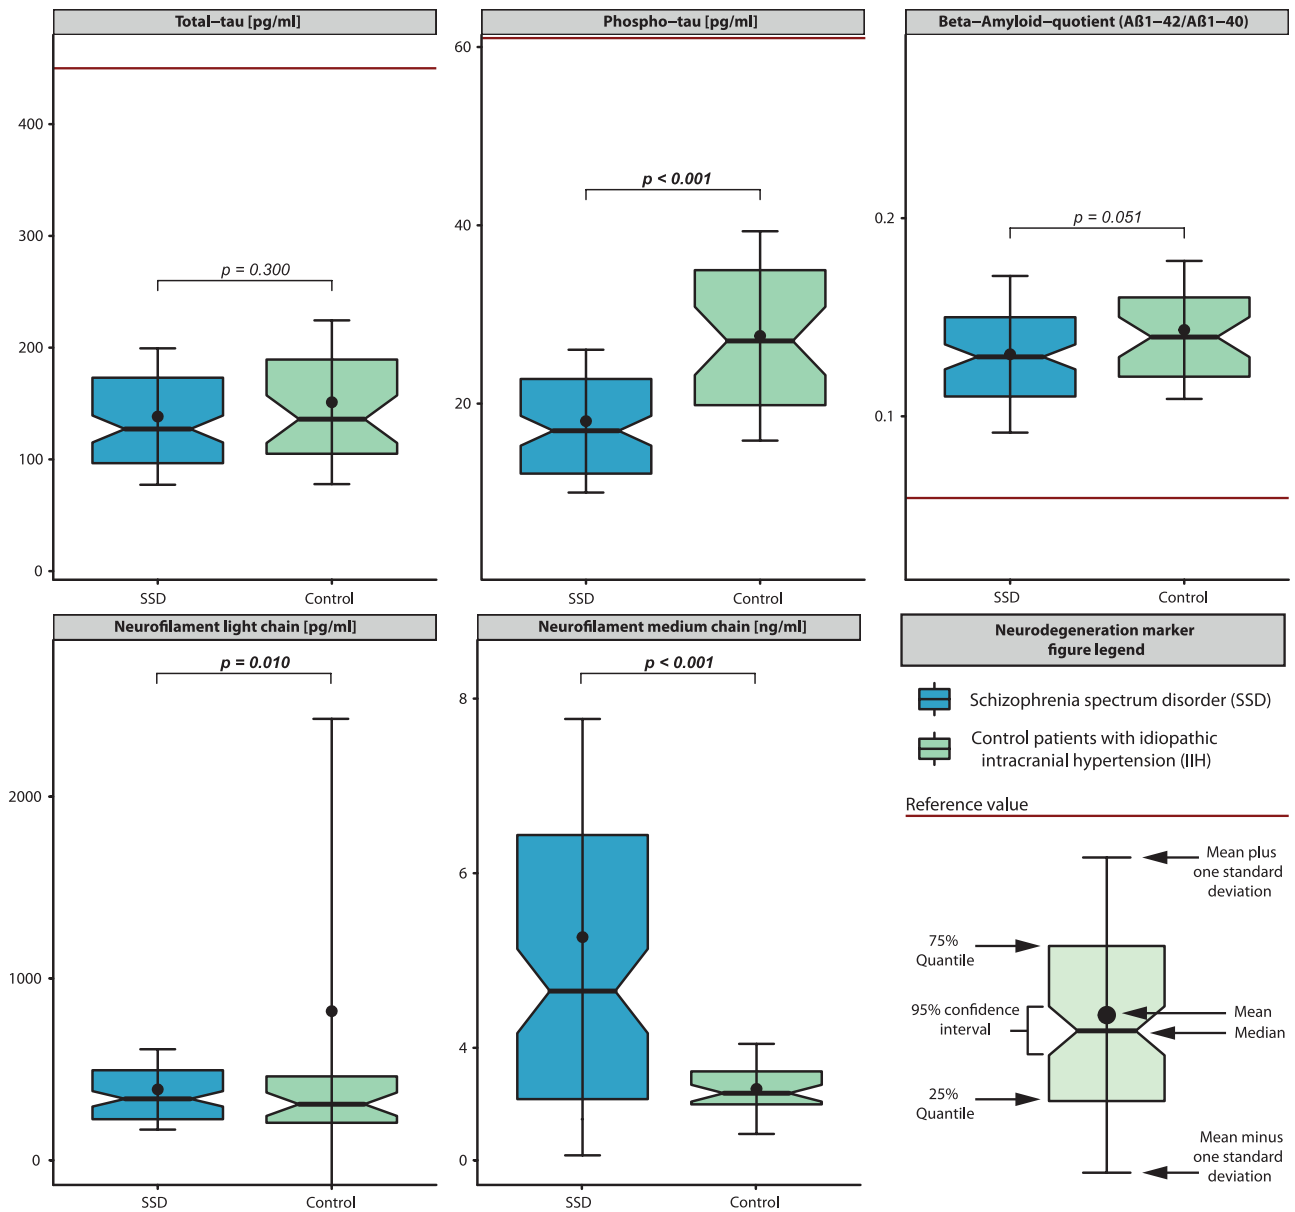 Total−tau [pg/ml]
400
300
200
100
0
p = 0.300
SSD
Control
Phospho−tau [pg/ml]
60
40
20
p < 0.001
SSD
Control
Beta−Amyloid−quotient (Aß1−42/Aß1−40)
0.2
0.1
p = 0.051
SSD
Control
Neurofilament light chain [pg/ml]
2000
1000
0
p = 0.010
SSD
Control
Neurofilament medium chain [ng/ml]
8
6
4
0
p < 0.001
SSD
Control
Neurodegeneration marker
figure legend
Schizophrenia spectrum disorder (SSD)
Control patients with idiopathic
intracranial hypertension (IIH)
Reference value
Mean plus
one standard
deviation
75%
Quantile
95% confidence
interval
Mean
Median
25%
Quantile
Mean minus
one standard
deviation